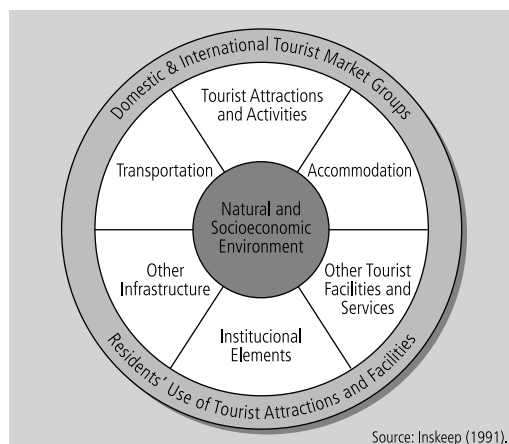 Domestic & International Tourist Market Groups
Tourist Attractions
and Activities
Transportation
Accommodation
Natural and
Socioeconomic
Environment
Other
Infrastructure
Other Tourist
Facilities and
Services
Institutional
Elements
Residents’ Use of Tourist Attractions and Facilities
Source: Inskeep (1991).